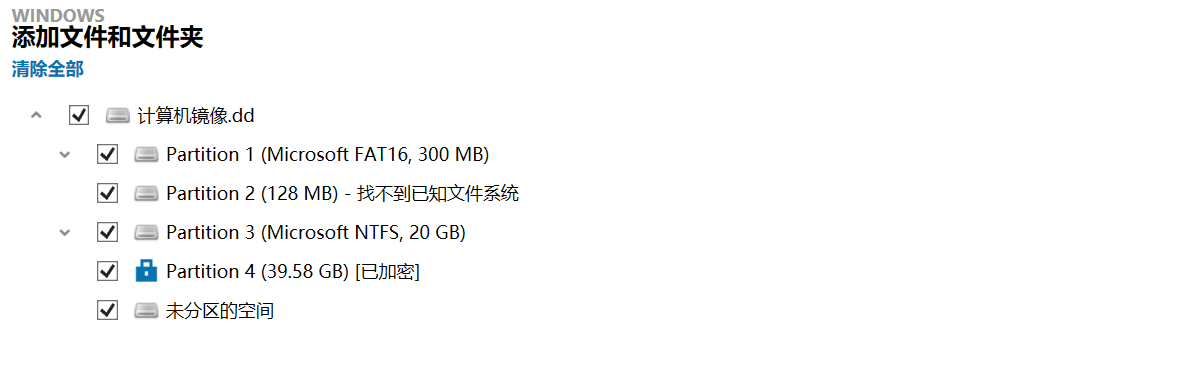 WINDOWS
添加文件和文件夹
清除全部
计算机镜像.dd
Partition 1 (Microsoft FAT16, 300 MB)
Partition 2 (128 MB) - 找不到已知文件系统
Partition 3 (Microsoft NTFS, 20 GB)
Partition 4 (39.58 GB) [已加密]
未分区的空间